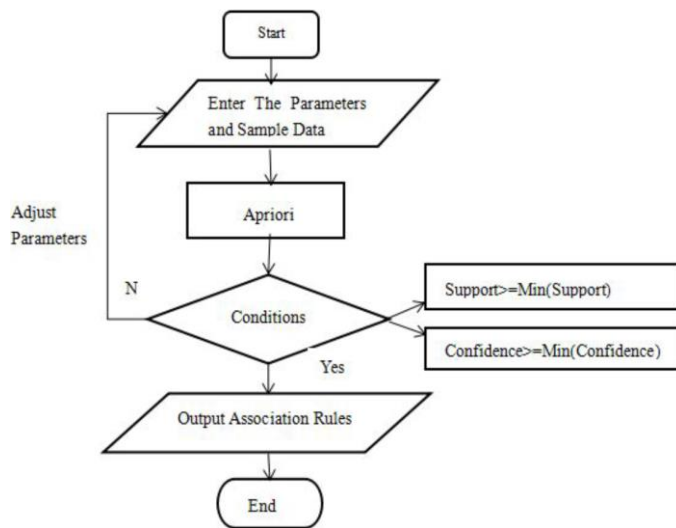 Start
Enter The Parameters
and Sample Data
Apriori
Adjust
Parameters
N
Conditions
Support>=Min(Support)
Confidence>=Min(Confidence)
Yes
Output Association Rules
End